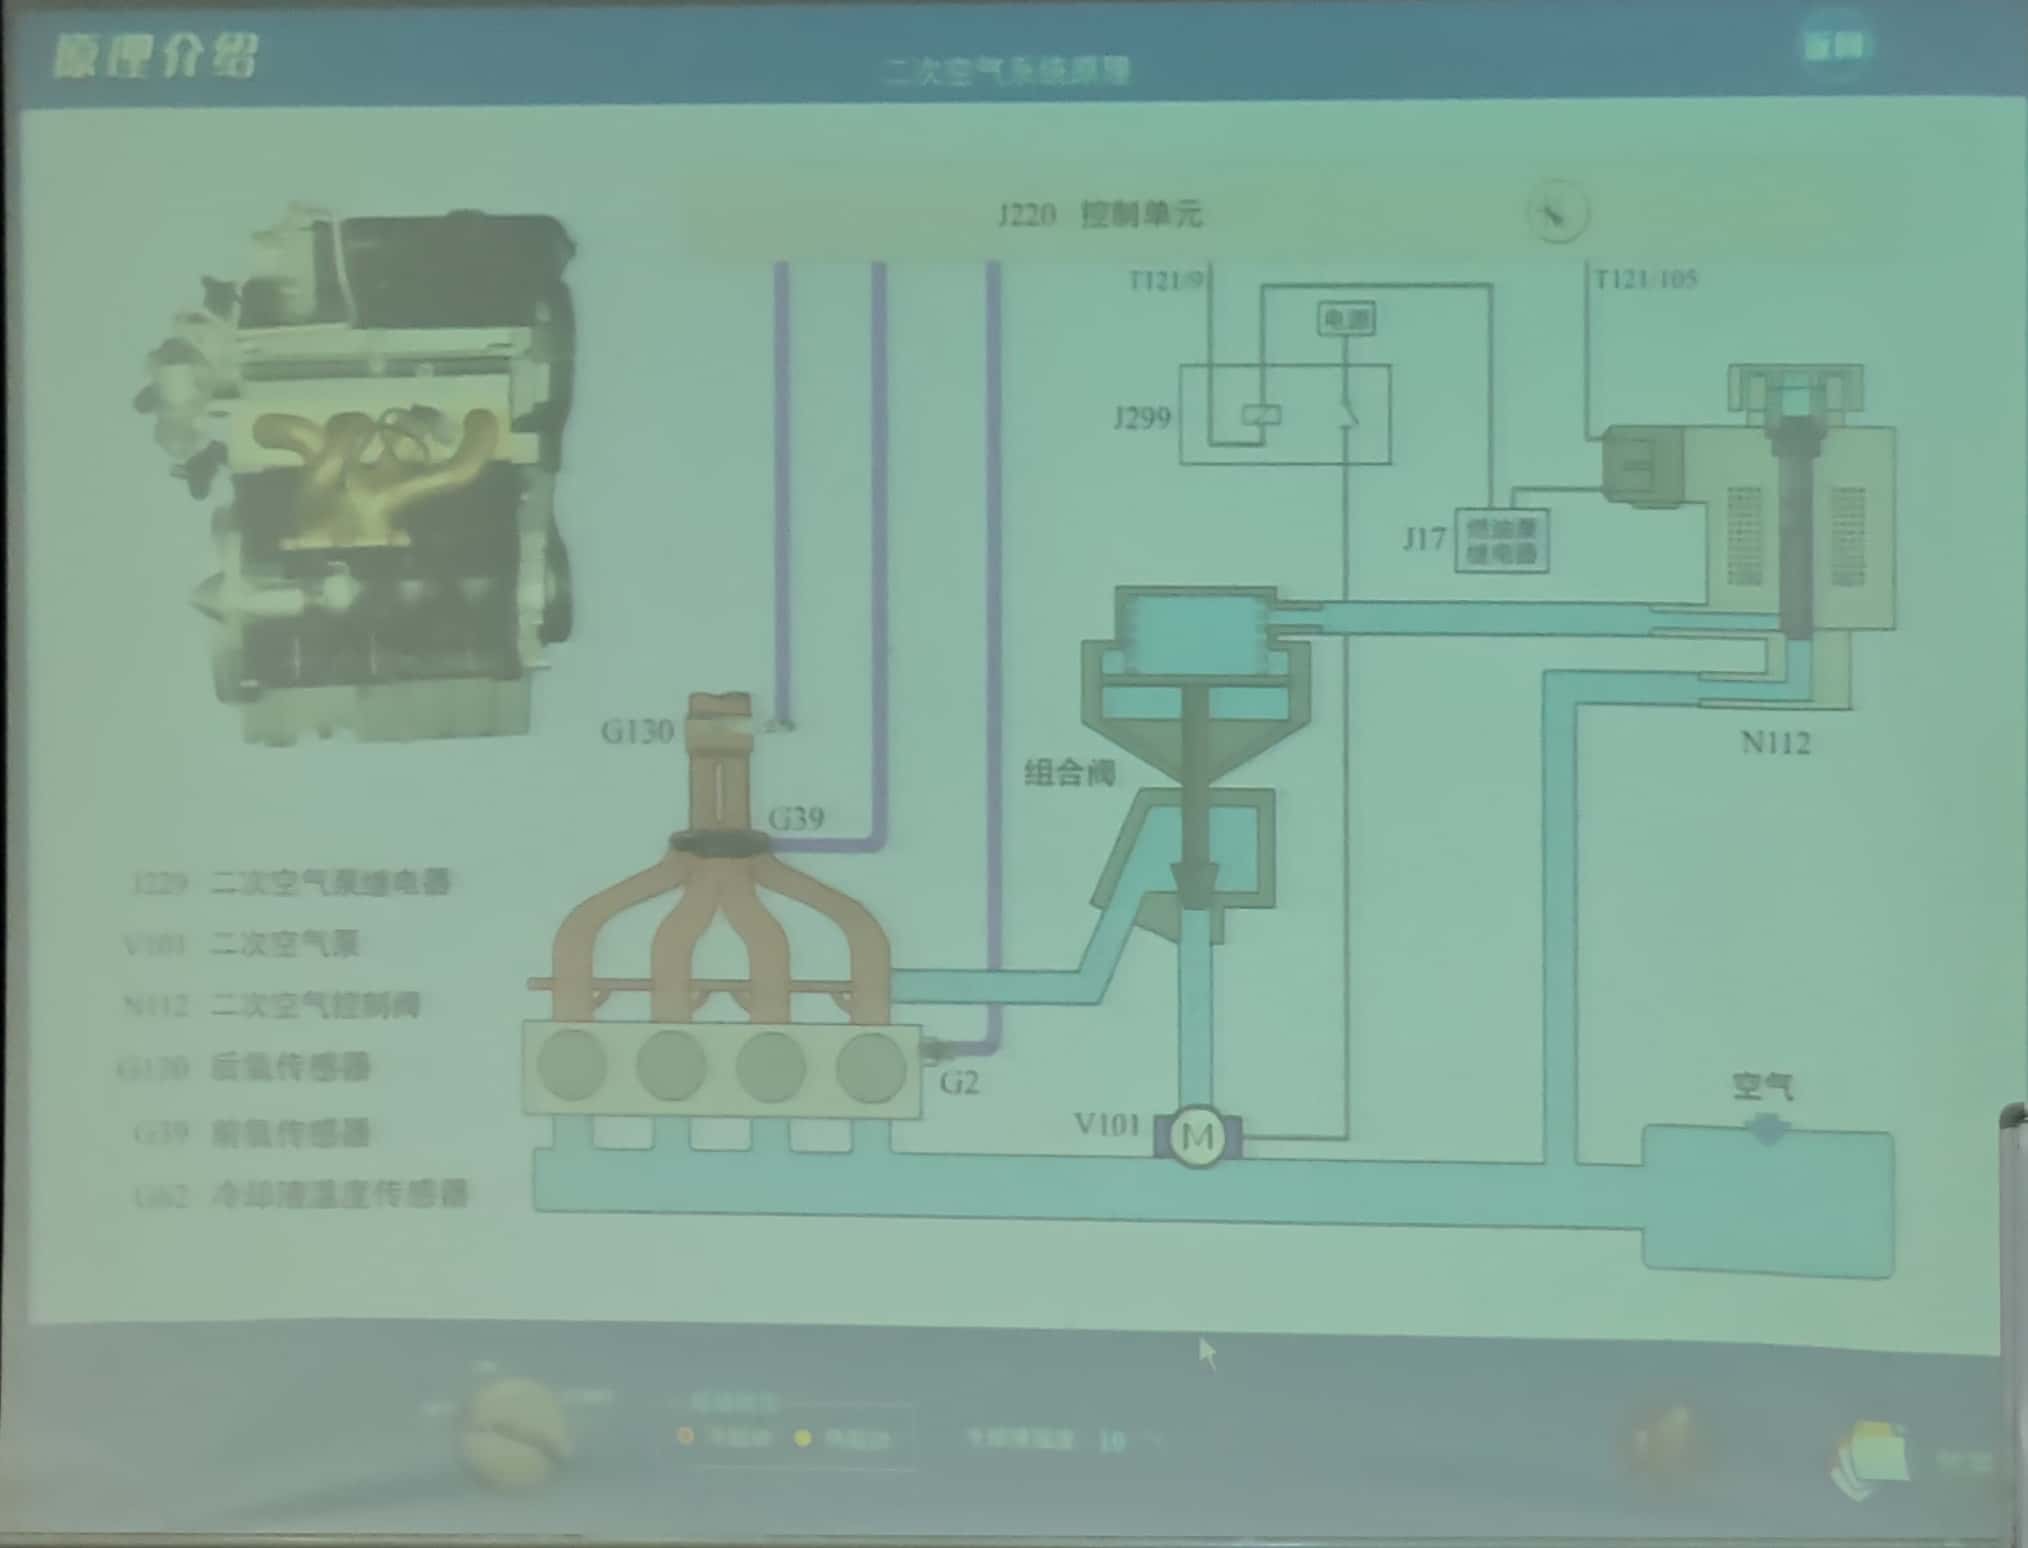 原理介绍
二次空气系统原理
返回
J220 控制单元
T121/9
T121/105
电源
J299
J17
燃油泵
继电器
N112
G130
组合阀
G39
J229 二次空气泵继电器
V101 二次空气泵
N112 二次空气控制阀
G130 后氧传感器
G39 前氧传感器
G62 冷却液温度传感器
G2
V101
M
空气
冷却液温度 10